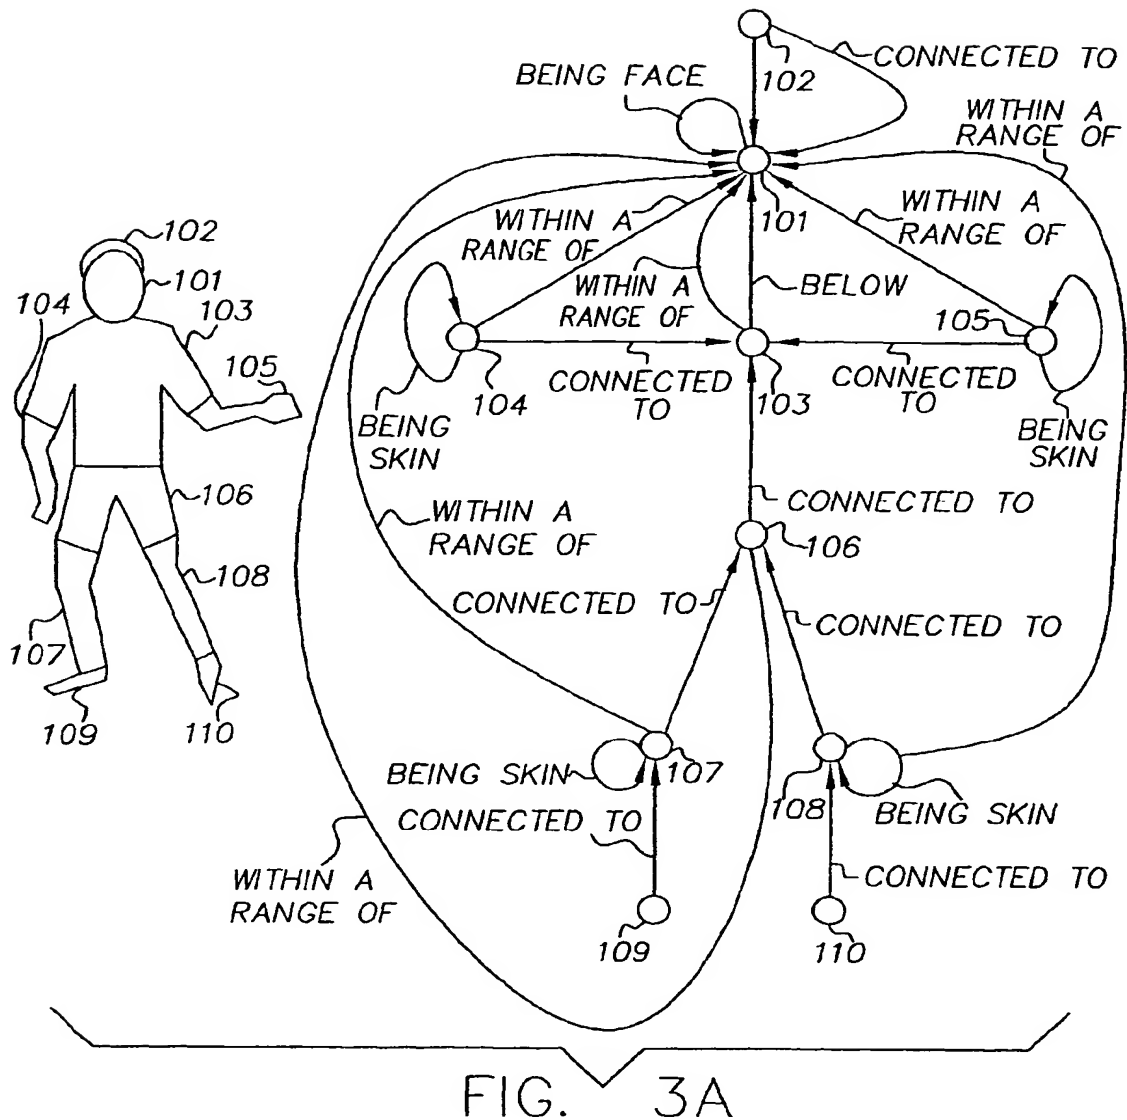 102
CONNECTED TO
BEING FACE
WITHIN A
RANGE OF
102
101
103
104
105
101
WITHIN A
RANGE OF
WITHIN A
RANGE OF
WITHIN A
RANGE OF
BELOW
105
104
CONNECTED
TO
103
CONNECTED
TO
BEING
SKIN
BEING
SKIN
106
CONNECTED TO
WITHIN A
RANGE OF
106
108
CONNECTED TO
CONNECTED TO
107
109
110
BEING SKIN
107
108
BEING SKIN
CONNECTED TO
WITHIN A
RANGE OF
CONNECTED TO
109
110
FIG. 3A